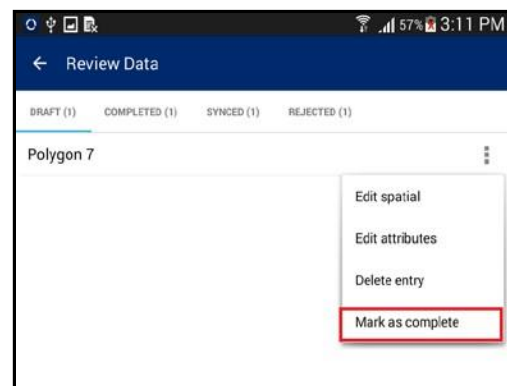 57% 3:11 PM
Review Data
DRAFT (1) COMPLETED (1) SYNCED (1) REJECTED (1)
Polygon 7
Edit spatial
Edit attributes
Delete entry
Mark as complete